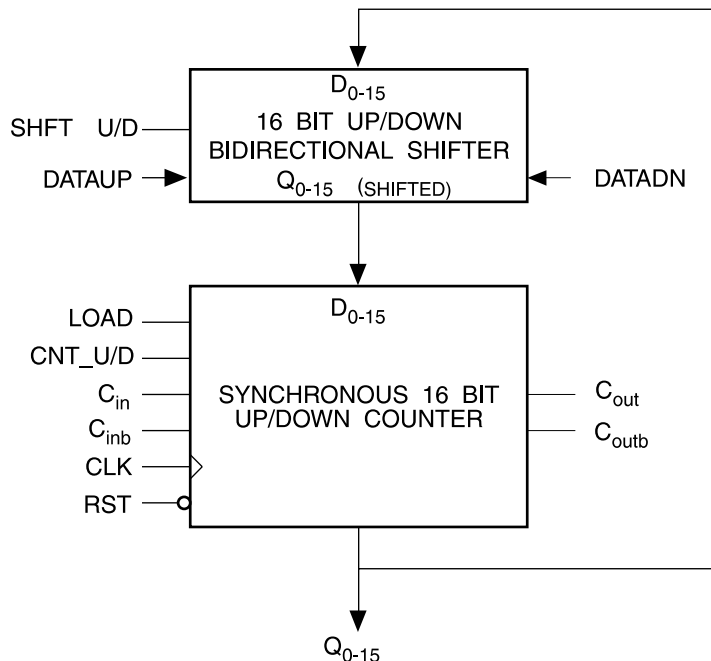 D0-15
SHFT U/D
16 BIT UP/DOWN
BIDIRECTIONAL SHIFTER
DATAUP
Q0-15 (SHIFTED)
DATADN
D0-15
LOAD
CNT_U/D
Cin
SYNCHRONOUS 16 BIT
UP/DOWN COUNTER
Cout
Cinb
Coutb
CLK
RST
Q0-15